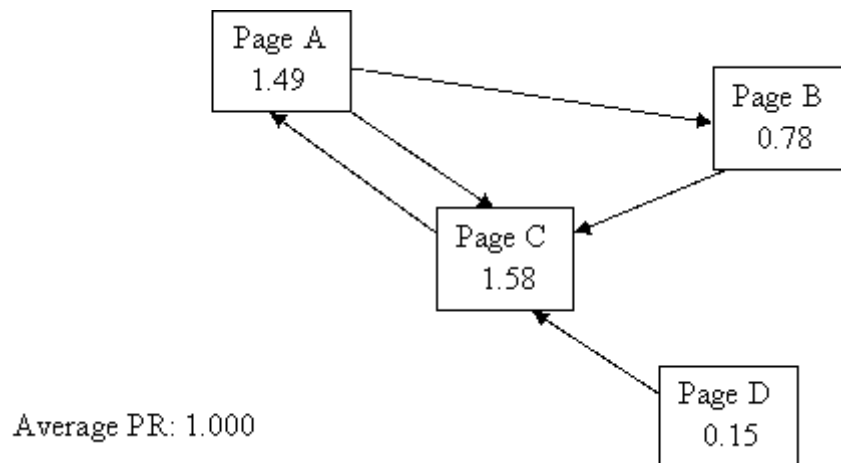 Page A
1.49
Page B
0.78
Page C
1.58
Page D
0.15
Average PR: 1.000